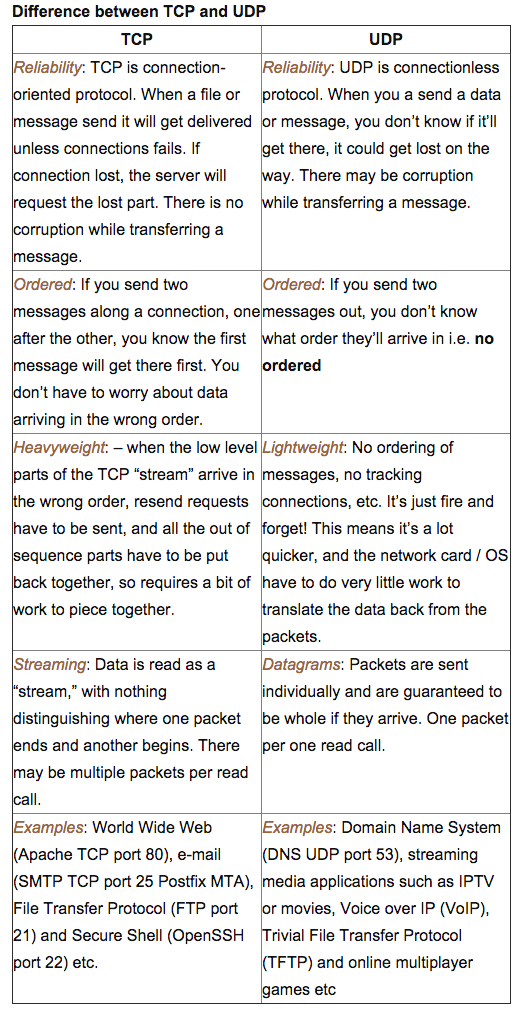 Difference between TCP and UDP
TCP
UDP
Reliability: TCP is connection-
oriented protocol. When a file or
message send it will get delivered
unless connections fails. If
connection lost, the server will
request the lost part. There is no
corruption while transferring a
message.
Reliability: UDP is connectionless
protocol. When you a send a data
or message, you don’t know if it’ll
get there, it could get lost on the
way. There may be corruption
while transferring a message.
Ordered: If you send two
messages along a connection, one
after the other, you know the first
message will get there first. You
don’t have to worry about data
arriving in the wrong order.
Ordered: If you send two
messages out, you don’t know
what order they’ll arrive in i.e. no
ordered
Heavyweight: – when the low level
parts of the TCP “stream” arrive in
the wrong order, resend requests
have to be sent, and all the out of
sequence parts have to be put
back together, so requires a bit of
work to piece together.
Lightweight: No ordering of
messages, no tracking
connections, etc. It’s just fire and
forget! This means it’s a lot
quicker, and the network card / OS
have to do very little work to
translate the data back from the
packets.
Streaming: Data is read as a
“stream,” with nothing
distinguishing where one packet
ends and another begins. There
may be multiple packets per read
call.
Datagrams: Packets are sent
individually and are guaranteed to
be whole if they arrive. One packet
per one read call.
Examples: World Wide Web
(Apache TCP port 80), e-mail
(SMTP TCP port 25 Postfix MTA),
File Transfer Protocol (FTP port
21) and Secure Shell (OpenSSH
port 22) etc.
Examples: Domain Name System
(DNS UDP port 53), streaming
media applications such as IPTV
or movies, Voice over IP (VoIP),
Trivial File Transfer Protocol
(TFTP) and online multiplayer
games etc